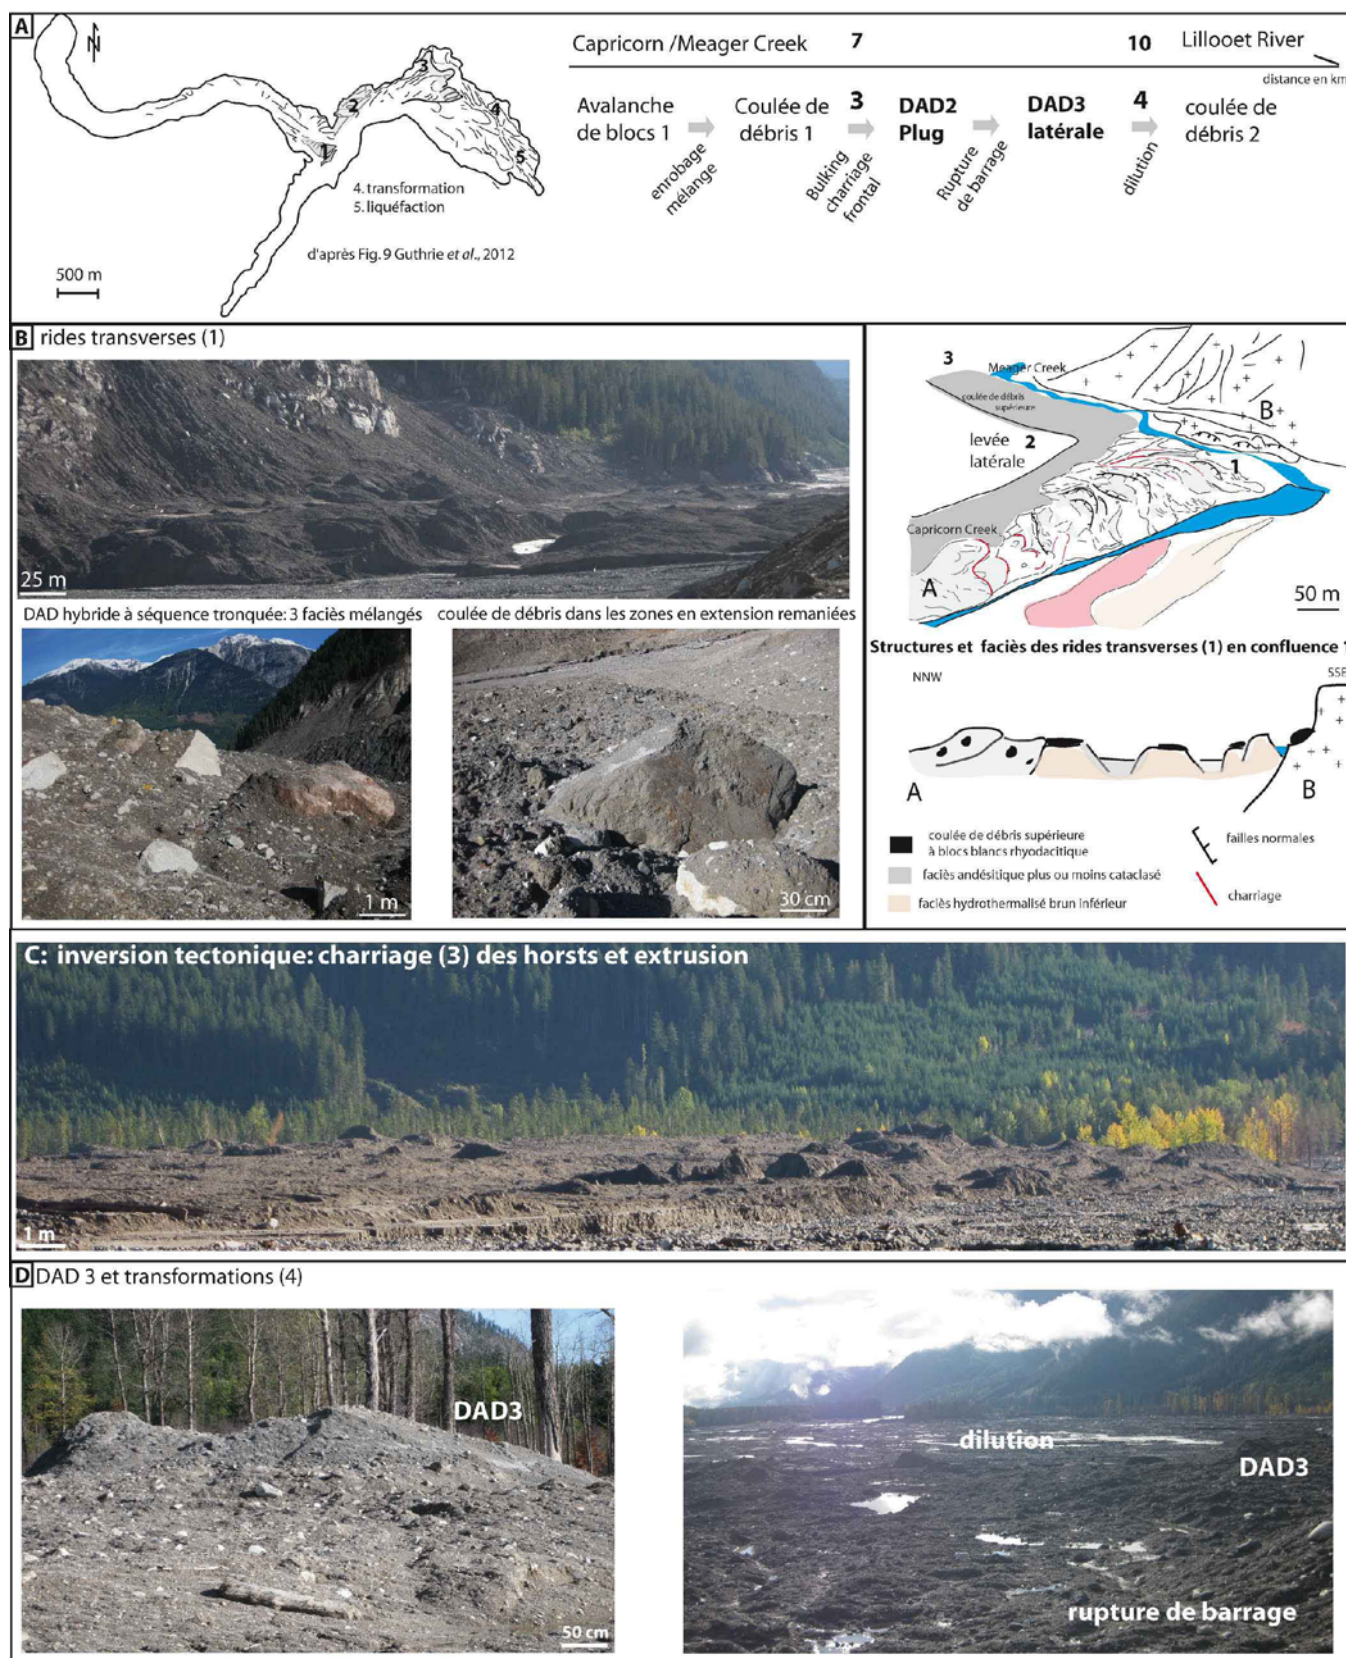 A
N
3
2
4
1
5
4. transformation
5. liquéfaction
d'après Fig. 9 Guthrie et al., 2012
500 m
Capricorn /Meager Creek 7 10 Lillooet River
distance en km
Avalanche de blocs 1
enrobage mélange
Coulée de débris 1
3
Bulking charriage frontal
DAD2 Plug
Rupture de barrage
DAD3 latérale
4
dilution
coulée de débris 2
B rides transverses (1)
25 m
DAD hybride à séquence tronquée: 3 faciès mélangés
coulée de débris dans les zones en extension remaniées
1 m
30 cm
3
Meager Creek
coulée de débris
supérieure
B
levée 2
latérale
1
Capricorn Creek
A
50 m
Structures et faciès des rides transverses (1) en confluence 1
NNW
SSE
A
B
coulée de débris supérieure
à blocs blancs rhyodacitique
faciès andésitique plus ou moins cataclasé
faciès hydrothermalisé brun inférieur
failles normales
charriage
C: inversion tectonique: charriage (3) des horsts et extrusion
1 m
D DAD 3 et transformations (4)
DAD3
50 cm
dilution
DAD3
rupture de barrage